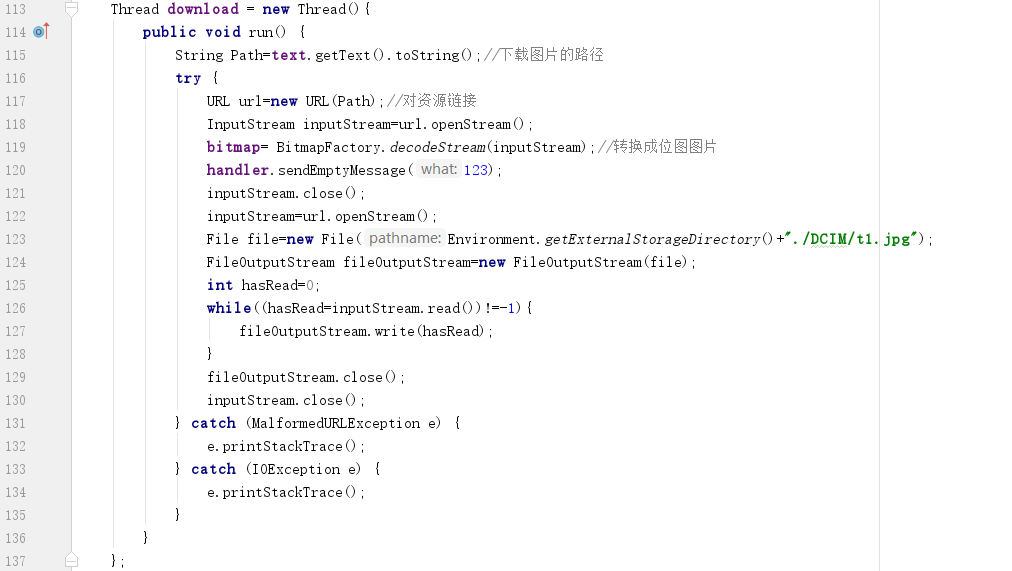 113 Thread download = new Thread(){
114 public void run() {
115 String Path=text.getText().toString();//下载图片的路径
116 try {
117 URL url=new URL(Path);//对资源链接
118 InputStream inputStream=url.openStream();
119 bitmap= BitmapFactory.decodeStream(inputStream);//转换成位图图片
120 handler.sendEmptyMessage( what: 123);
121 inputStream.close();
122 inputStream=url.openStream();
123 File file=new File( pathname: Environment.getExternalStorageDirectory()+"./DCIM/t1.jpg");
124 FileOutputStream fileOutputStream=new FileOutputStream(file);
125 int hasRead=0;
126 while((hasRead=inputStream.read())!=-1){
127 fileOutputStream.write(hasRead);
128 }
129 fileOutputStream.close();
130 inputStream.close();
131 } catch (MalformedURLException e) {
132 e.printStackTrace();
133 } catch (IOException e) {
134 e.printStackTrace();
135 }
136 }
137 };